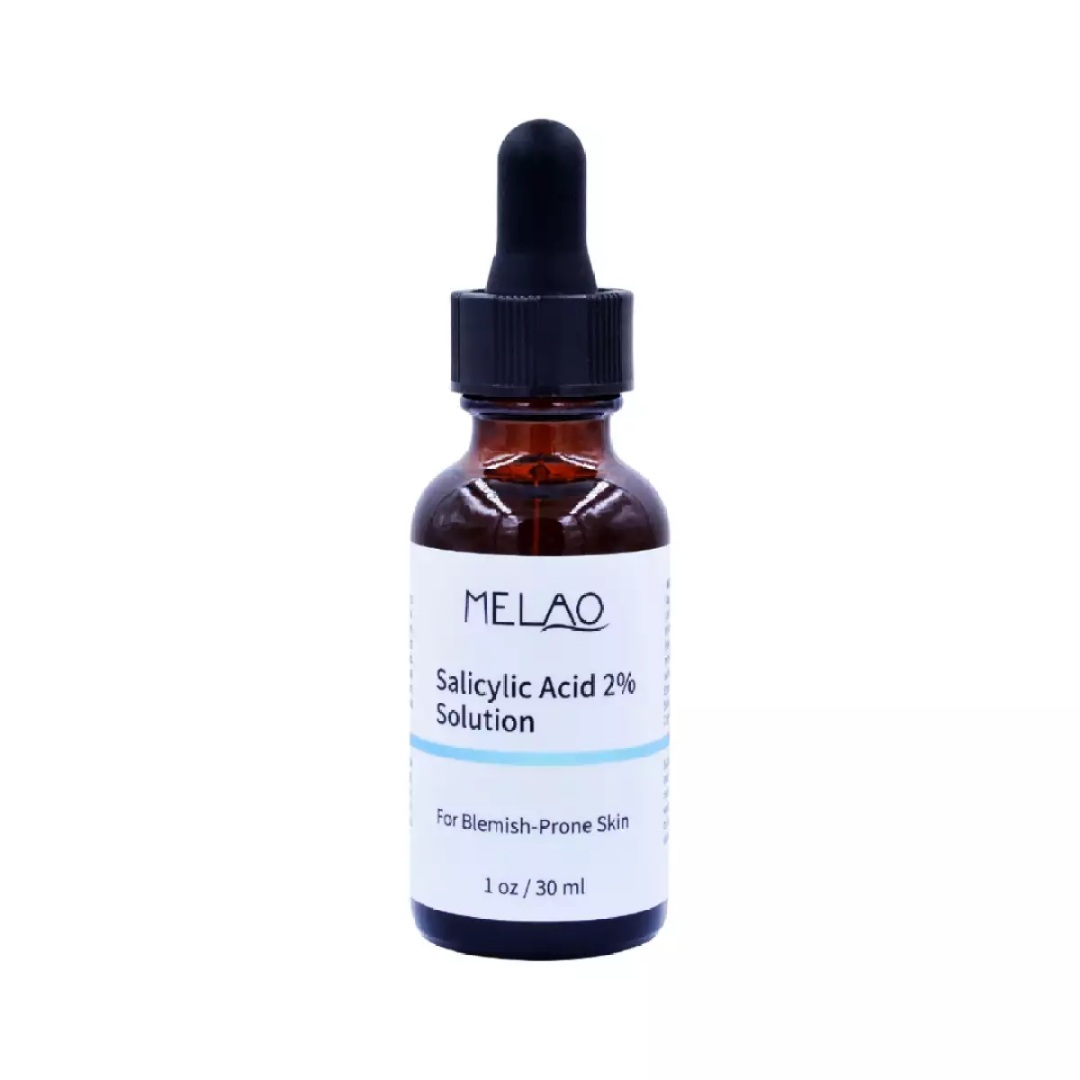 MELAO
Salicylic Acid 2%
Solution
For Blemish-Prone Skin
1 oz / 30 ml